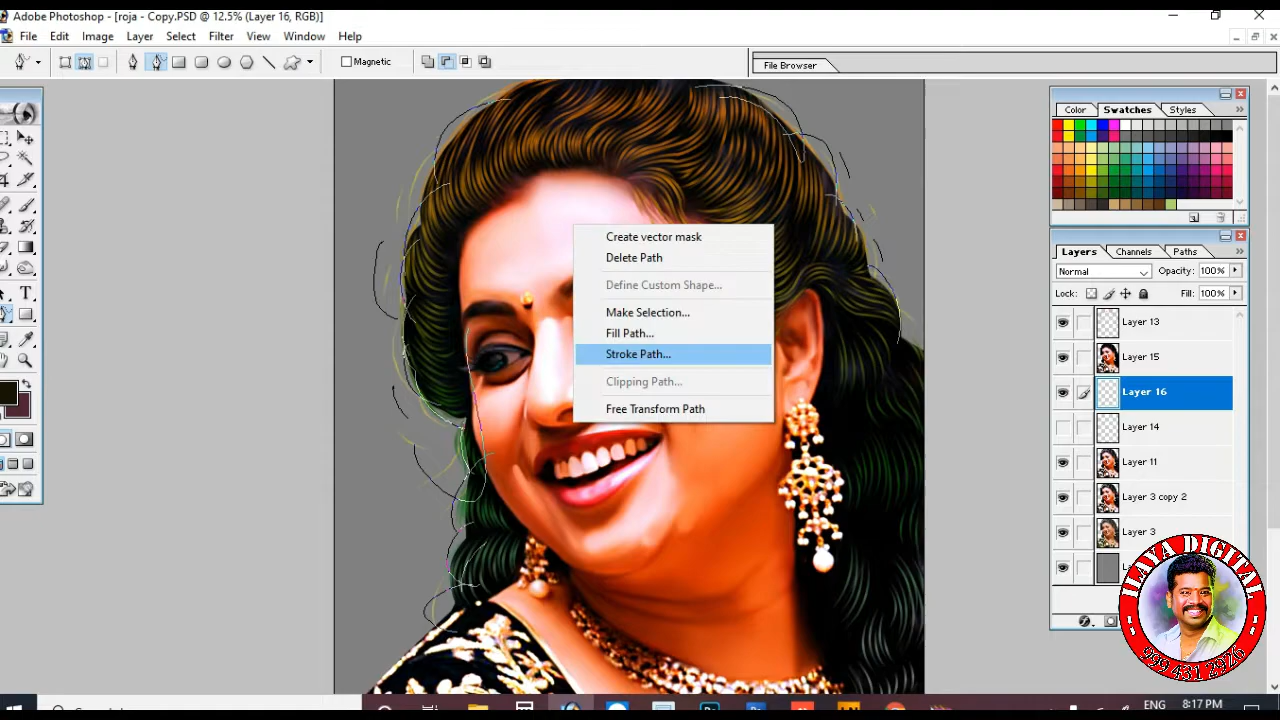 Adobe Photoshop - [roja - Copy.PSD @ 12.5% (Layer 16, RGB)]
File Edit Image Layer Select Filter View Window Help
Magnetic
File Browser
Color Swatches Styles
Create vector mask
Delete Path
Define Custom Shape...
Make Selection...
Fill Path...
Stroke Path...
Clipping Path...
Free Transform Path
Layers Channels Paths
Normal Opacity: 100%
Lock: Fill: 100%
Layer 13
Layer 15
Layer 16
Layer 14
Layer 11
Layer 3 copy 2
Layer 3
ILAYA DIGITAL
999 431 2926
ENG 8:17 PM